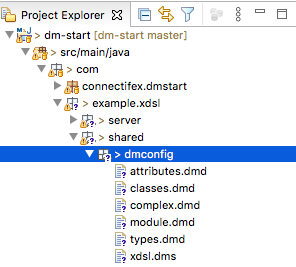 Project Explorer
> dm-start [dm-start master]
> src/main/java
> com
connectifex.dmstart
> example.xdsl
> server
> shared
> dmconfig
attributes.dmd
classes.dmd
complex.dmd
module.dmd
types.dmd
xdsl.dms